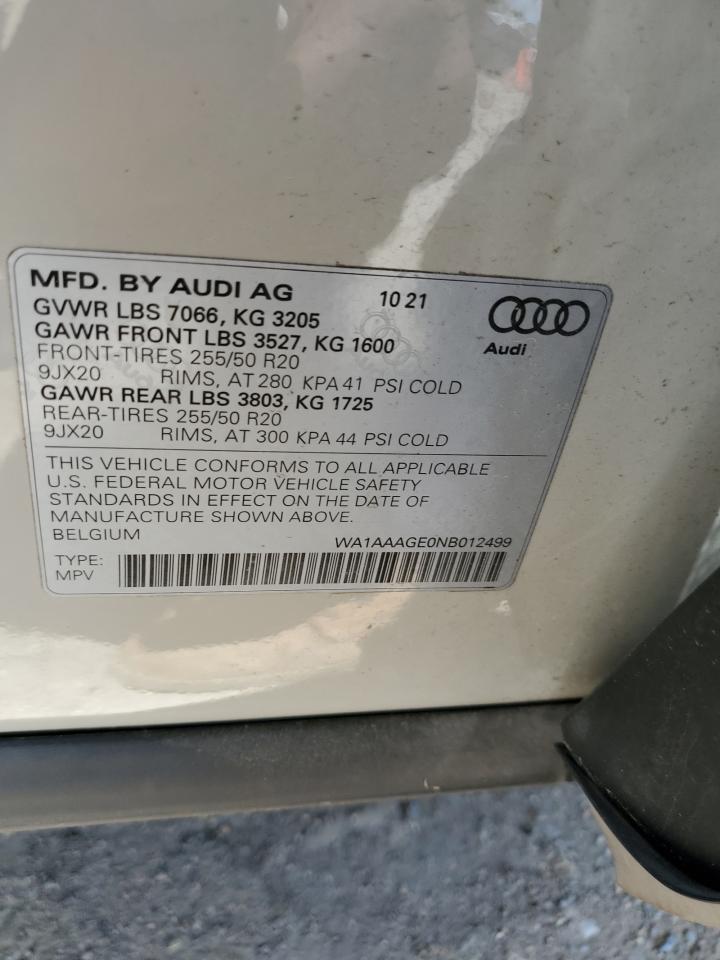 MFD. BY AUDI AG 10 21
GVWR LBS 7066, KG 3205
GAWR FRONT LBS 3527, KG 1600
FRONT-TIRES 255/50 R20
9JX20 RIMS, AT 280 KPA 41 PSI COLD
GAWR REAR LBS 3803, KG 1725
REAR-TIRES 255/50 R20
9JX20 RIMS, AT 300 KPA 44 PSI COLD
Audi
THIS VEHICLE CONFORMS TO ALL APPLICABLE
U.S. FEDERAL MOTOR VEHICLE SAFETY
STANDARDS IN EFFECT ON THE DATE OF
MANUFACTURE SHOWN ABOVE.
BELGIUM WA1AAAGE0NB012499
TYPE:
MPV